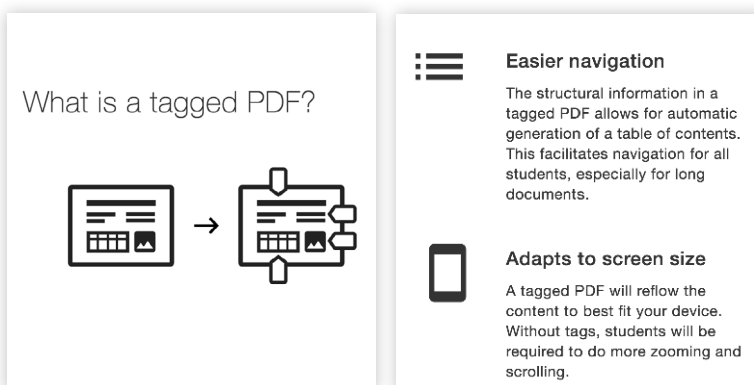 What is a tagged PDF?
Easier navigation
The structural information in a
tagged PDF allows for automatic
generation of a table of contents.
This facilitates navigation for all
students, especially for long
documents.
Adapts to screen size
A tagged PDF will reflow the
content to best fit your device.
Without tags, students will be
required to do more zooming and
scrolling.